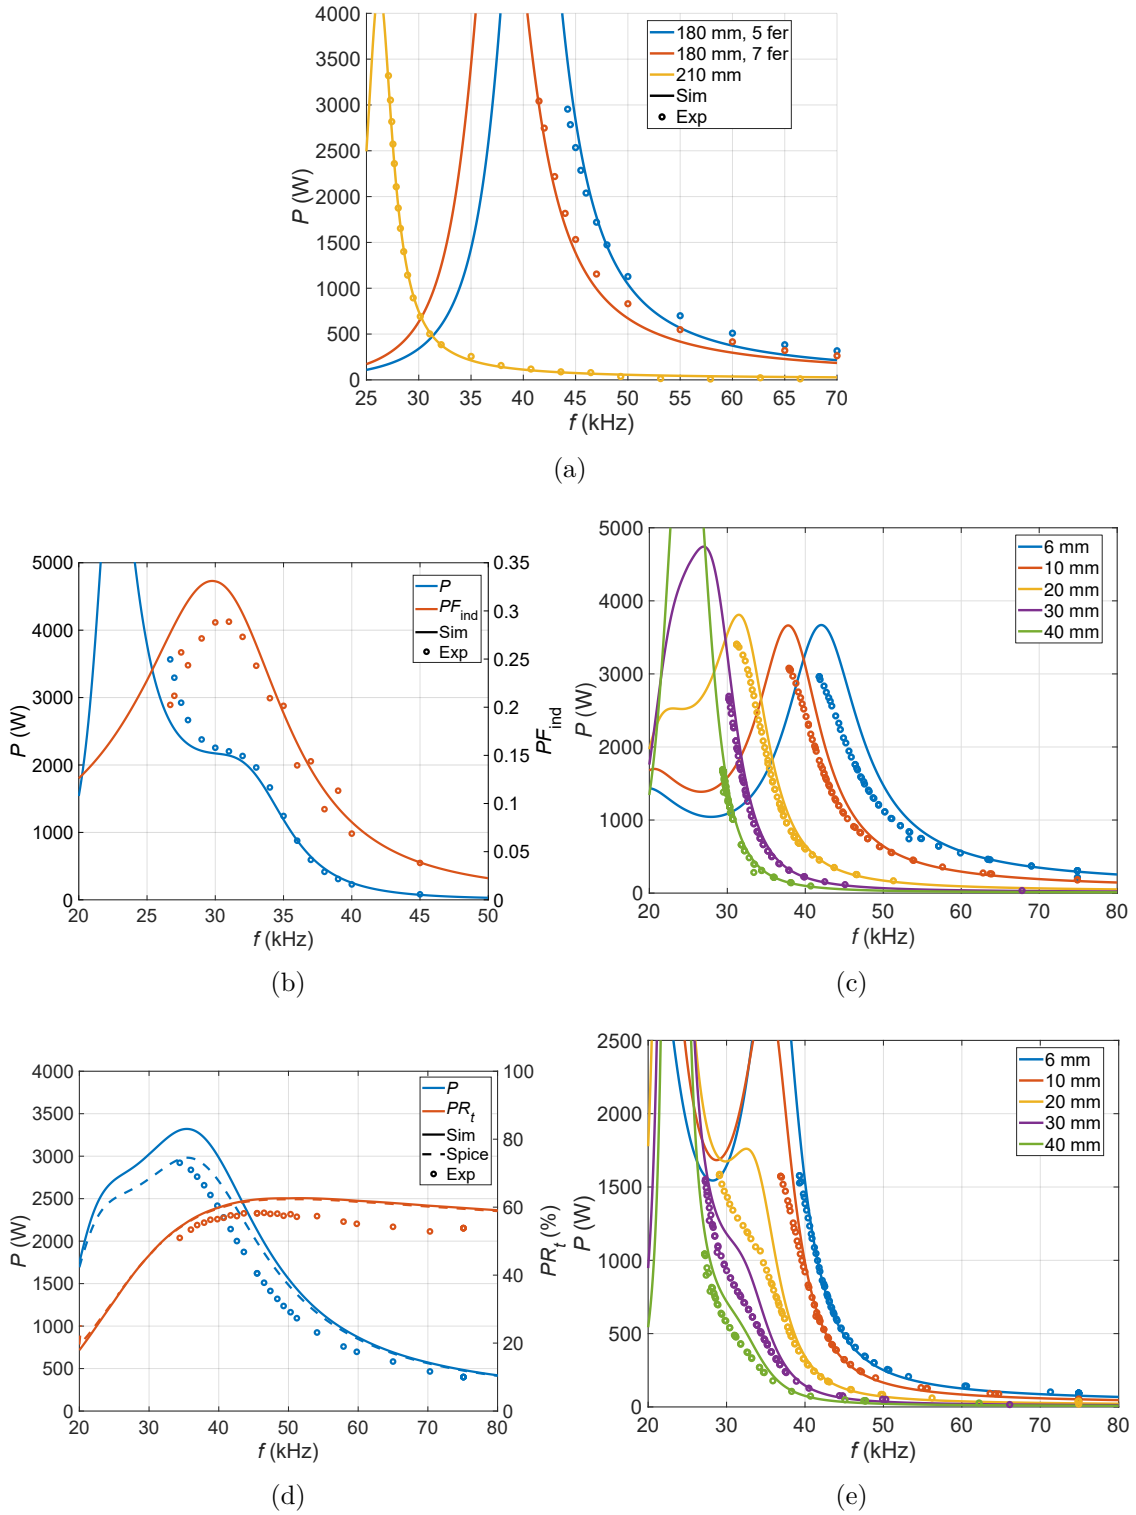 4000
3500
3000
2500
2000
1500
1000
500
0
P (W)
180 mm, 5 fer
180 mm, 7 fer
210 mm
Sim
Exp
25 30 35 40 45 50 55 60 65 70
f (kHz)
(a)
5000
4000
3000
2000
1000
0
P (W)
P
PF_ind
Sim
Exp
0.35
0.3
0.25
0.2
0.15
0.1
0.05
0
PF_ind
20 25 30 35 40 45 50
f (kHz)
(b)
5000
4000
3000
2000
1000
0
P (W)
6 mm
10 mm
20 mm
30 mm
40 mm
20 30 40 50 60 70 80
f (kHz)
(c)
4000
3500
3000
2500
2000
1500
1000
500
0
P (W)
P
PR_t
Sim
Spice
Exp
100
80
60
40
20
0
PR_t (%)
20 30 40 50 60 70 80
f (kHz)
(d)
2500
2000
1500
1000
500
0
P (W)
6 mm
10 mm
20 mm
30 mm
40 mm
20 30 40 50 60 70 80
f (kHz)
(e)